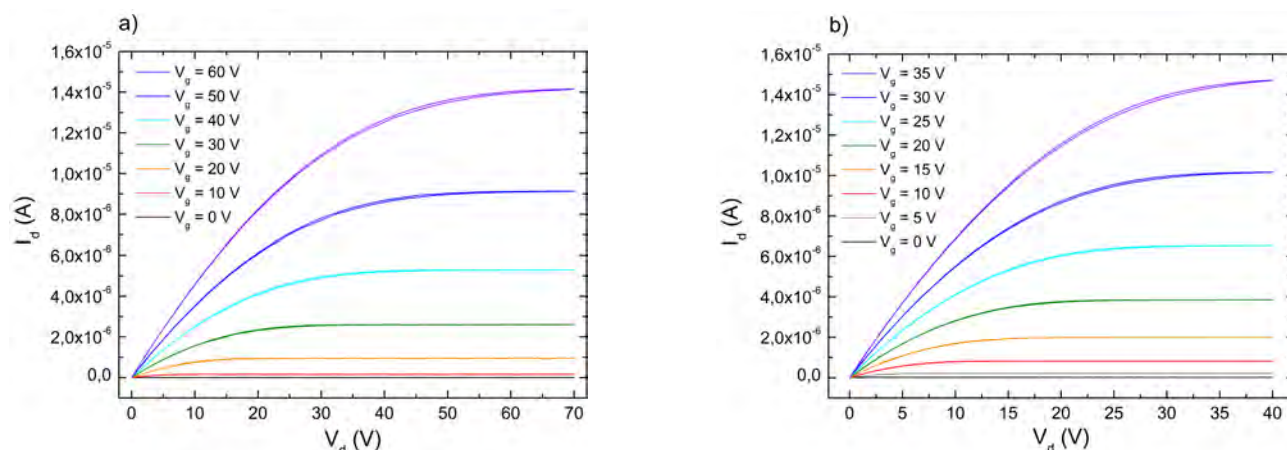 a)
1,6x10⁻⁵
1,4x10⁻⁵
1,2x10⁻⁵
1,0x10⁻⁵
8,0x10⁻⁶
6,0x10⁻⁶
4,0x10⁻⁶
2,0x10⁻⁶
0,0
I_d (A)
V_g = 60 V
V_g = 50 V
V_g = 40 V
V_g = 30 V
V_g = 20 V
V_g = 10 V
V_g = 0 V
0 10 20 30 40 50 60 70
V_d (V)
b)
1,6x10⁻⁵
1,4x10⁻⁵
1,2x10⁻⁵
1,0x10⁻⁵
8,0x10⁻⁶
6,0x10⁻⁶
4,0x10⁻⁶
2,0x10⁻⁶
0,0
I_d (A)
V_g = 35 V
V_g = 30 V
V_g = 25 V
V_g = 20 V
V_g = 15 V
V_g = 10 V
V_g = 5 V
V_g = 0 V
0 5 10 15 20 25 30 35 40
V_d (V)